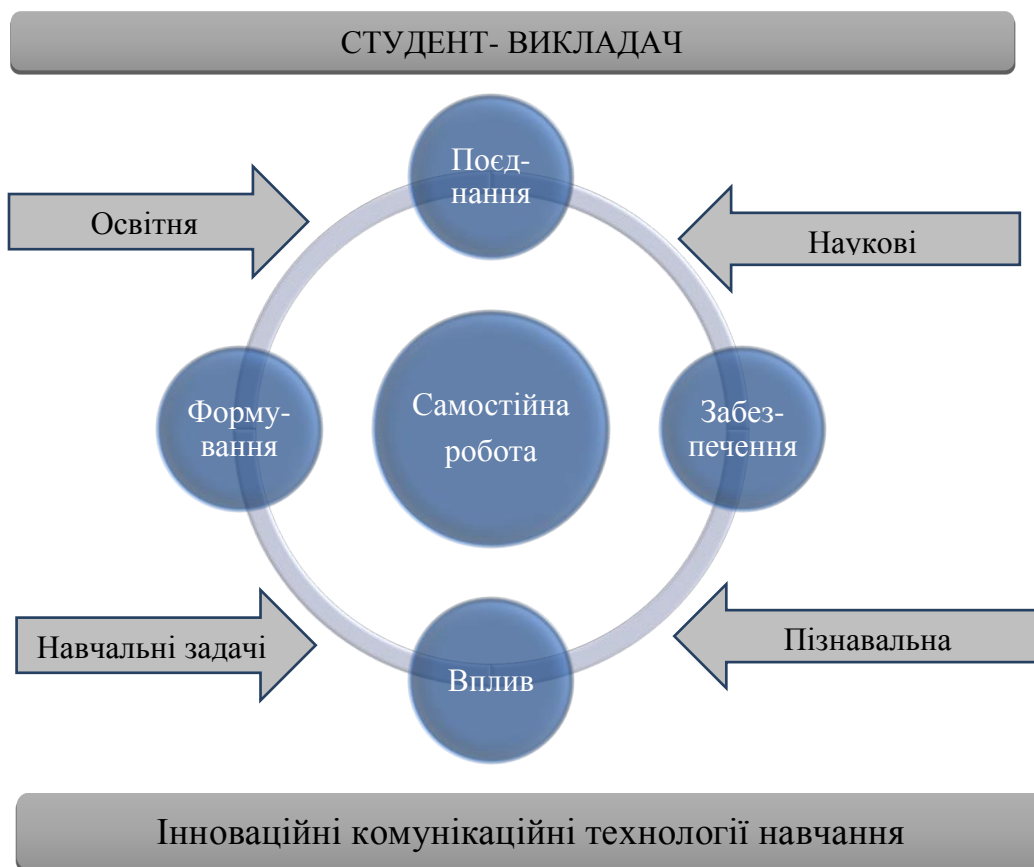 СТУДЕНТ- ВИКЛАДАЧ
Поєд-
нання
Освітня
Наукові
Форму-
вання
Самостійна
робота
Забез-
печення
Навчальні задачі
Пізнавальна
Вплив
Інноваційні комунікаційні технології навчання